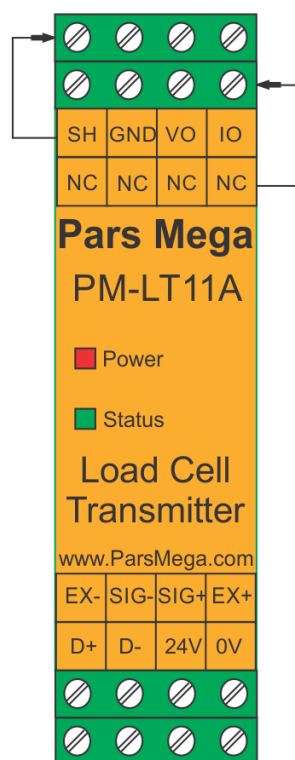 SH GND VO IO
NC NC NC NC
Pars Mega
PM-LT11A
Power
Status
Load Cell
Transmitter
www.ParsMega.com
EX- SIG- SIG+ EX+
D+ D- 24V 0V